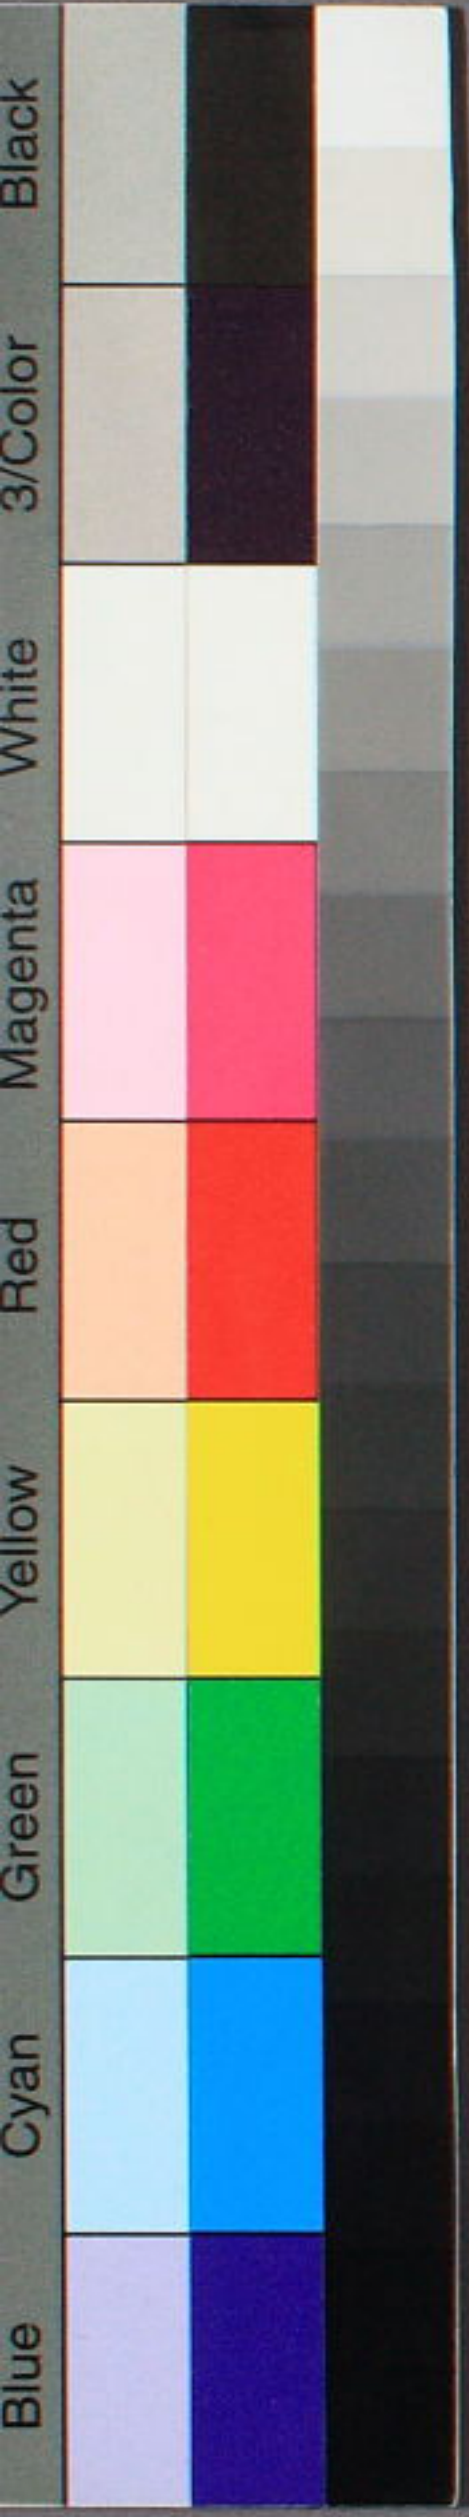 Black
3/Color
White
Magenta
Red
Yellow
Green
Cyan
Blue